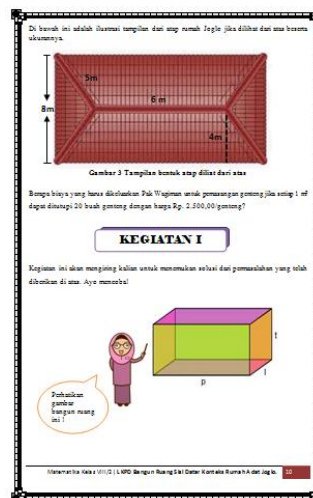 Di bawah ini adalah ilustrasi tampilan dari atap rumah Joglo jika dilihat dari atas beserta
ukurannya.
5m
6 m
8m
4m
Gambar 3 Tampilan bentuk atap diliat dari atas
Berapa biaya yang harus dikeluarkan Pak Wagiman untuk pemasangan genteng jika setiap 1 m²
dapat ditutupi 20 buah genteng dengan harga Rp. 2.500,00/genteng?
KEGIATAN I
Kegiatan ini akan mengiring kalian untuk menemukan solusi dari permasalahan yang telah
diberikan di atas. Ayo mencoba!
t
l
p
Perhatikan
gambar
bangun ruang
ini !
Matematika Kelas VIII/2 | LKPD Bangun Ruang Sisi Datar Konteks Rumah Adat Joglo.
10